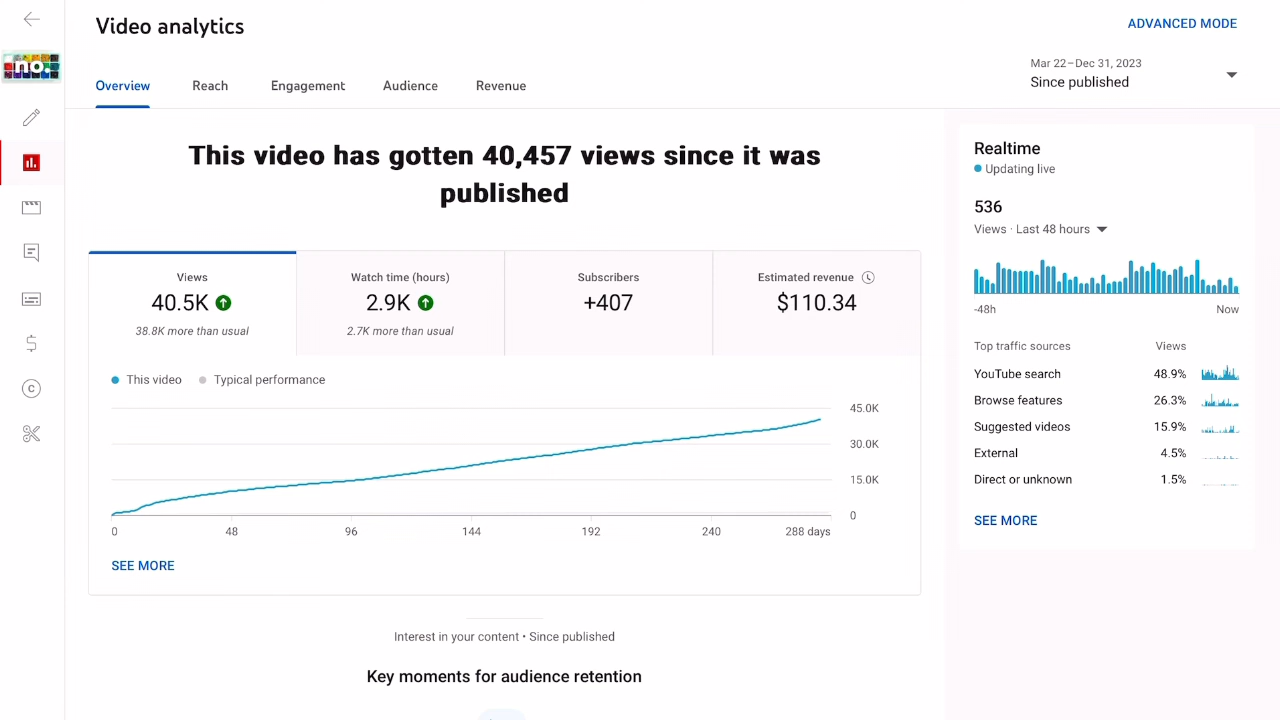 Video analytics
ADVANCED MODE
no.
Overview
Reach
Engagement
Audience
Revenue
Mar 22–Dec 31, 2023
Since published
This video has gotten 40,457 views since it was
published
Views
40.5K
38.8K more than usual
Watch time (hours)
2.9K
2.7K more than usual
Subscribers
+407
Estimated revenue
$110.34
This video
Typical performance
45.0K
30.0K
15.0K
0
0
48
96
144
192
240
288 days
SEE MORE
Interest in your content • Since published
Key moments for audience retention
Realtime
Updating live
536
Views · Last 48 hours
-48h
Now
Top traffic sources
Views
YouTube search
48.9%
Browse features
26.3%
Suggested videos
15.9%
External
4.5%
Direct or unknown
1.5%
SEE MORE